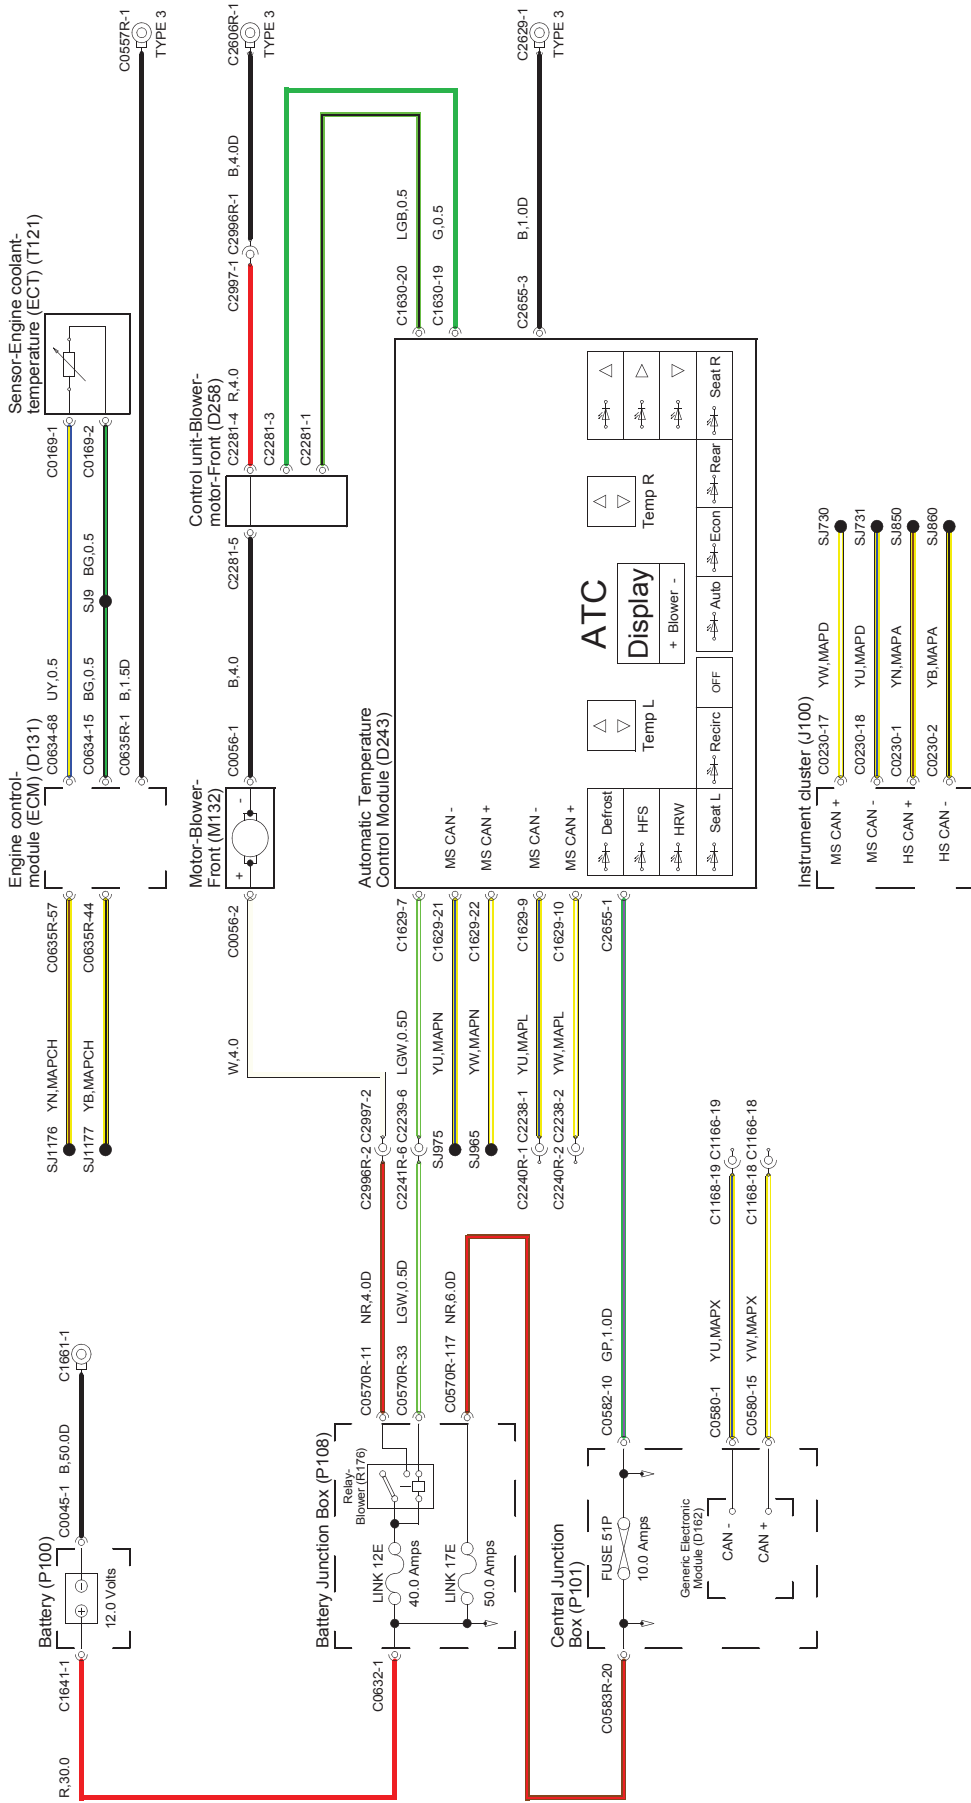 Battery (P100)
12.0 Volts
C1641-1
R,30.0
C0045-1 B,50.0D
C1661-1
Battery Junction Box (P108)
Relay-
Blower (R176)
LINK 12E
40.0 Amps
LINK 17E
50.0 Amps
C0632-1
C0570R-11 NR,4.0D C2996R-2 C2997-2
C0570R-33 LGW,0.5D C2241R-6 C2239-6 LGW,0.5D C1629-7
C0570R-117 NR,6.0D
W,4.0
C0056-2
Central Junction
Box (P101)
FUSE 51P
10.0 Amps
C0583R-20
C0582-10 GP,1.0D
C2655-1
Generic Electronic
Module (D162)
CAN -
CAN +
C0580-1 YU,MAPX C1168-19 C1166-19
C0580-15 YW,MAPX C1168-18 C1166-18
Engine control-
module (ECM) (D131)
SJ1176 YN,MAPCH C0635R-57
SJ1177 YB,MAPCH C0635R-44
C0634-68 UY,0.5 C0169-1
C0634-15 BG,0.5 SJ9 BG,0.5 C0169-2
C0635R-1 B,1.5D C0557R-1
TYPE 3
Sensor-Engine coolant-
temperature (ECT) (T121)
Motor-Blower-
Front (M132)
+ -
C0056-1 B,4.0 C2281-5
Control unit-Blower-
motor-Front (D258)
C2281-4 R,4.0 C2997-1 C2996R-1 B,4.0D C2606R-1
TYPE 3
C2281-3
C2281-1
C1630-20 LGB,0.5
C1630-19 G,0.5
C2655-3 B,1.0D C2629-1
TYPE 3
Automatic Temperature
Control Module (D243)
SJ975 YU,MAPN C1629-21 MS CAN -
SJ965 YW,MAPN C1629-22 MS CAN +
C2240R-1 C2238-1 YU,MAPL C1629-9 MS CAN -
C2240R-2 C2238-2 YW,MAPL C1629-10 MS CAN +
ATC
Display
+ Blower -
Temp L
Temp R
Defrost
HFS
HRW
Seat L
Recirc
OFF
Auto
Econ
Rear
Seat R
Instrument cluster (J100)
MS CAN + C0230-17 YW,MAPD SJ730
MS CAN - C0230-18 YU,MAPD SJ731
HS CAN + C0230-1 YN,MAPA SJ850
HS CAN - C0230-2 YB,MAPA SJ860